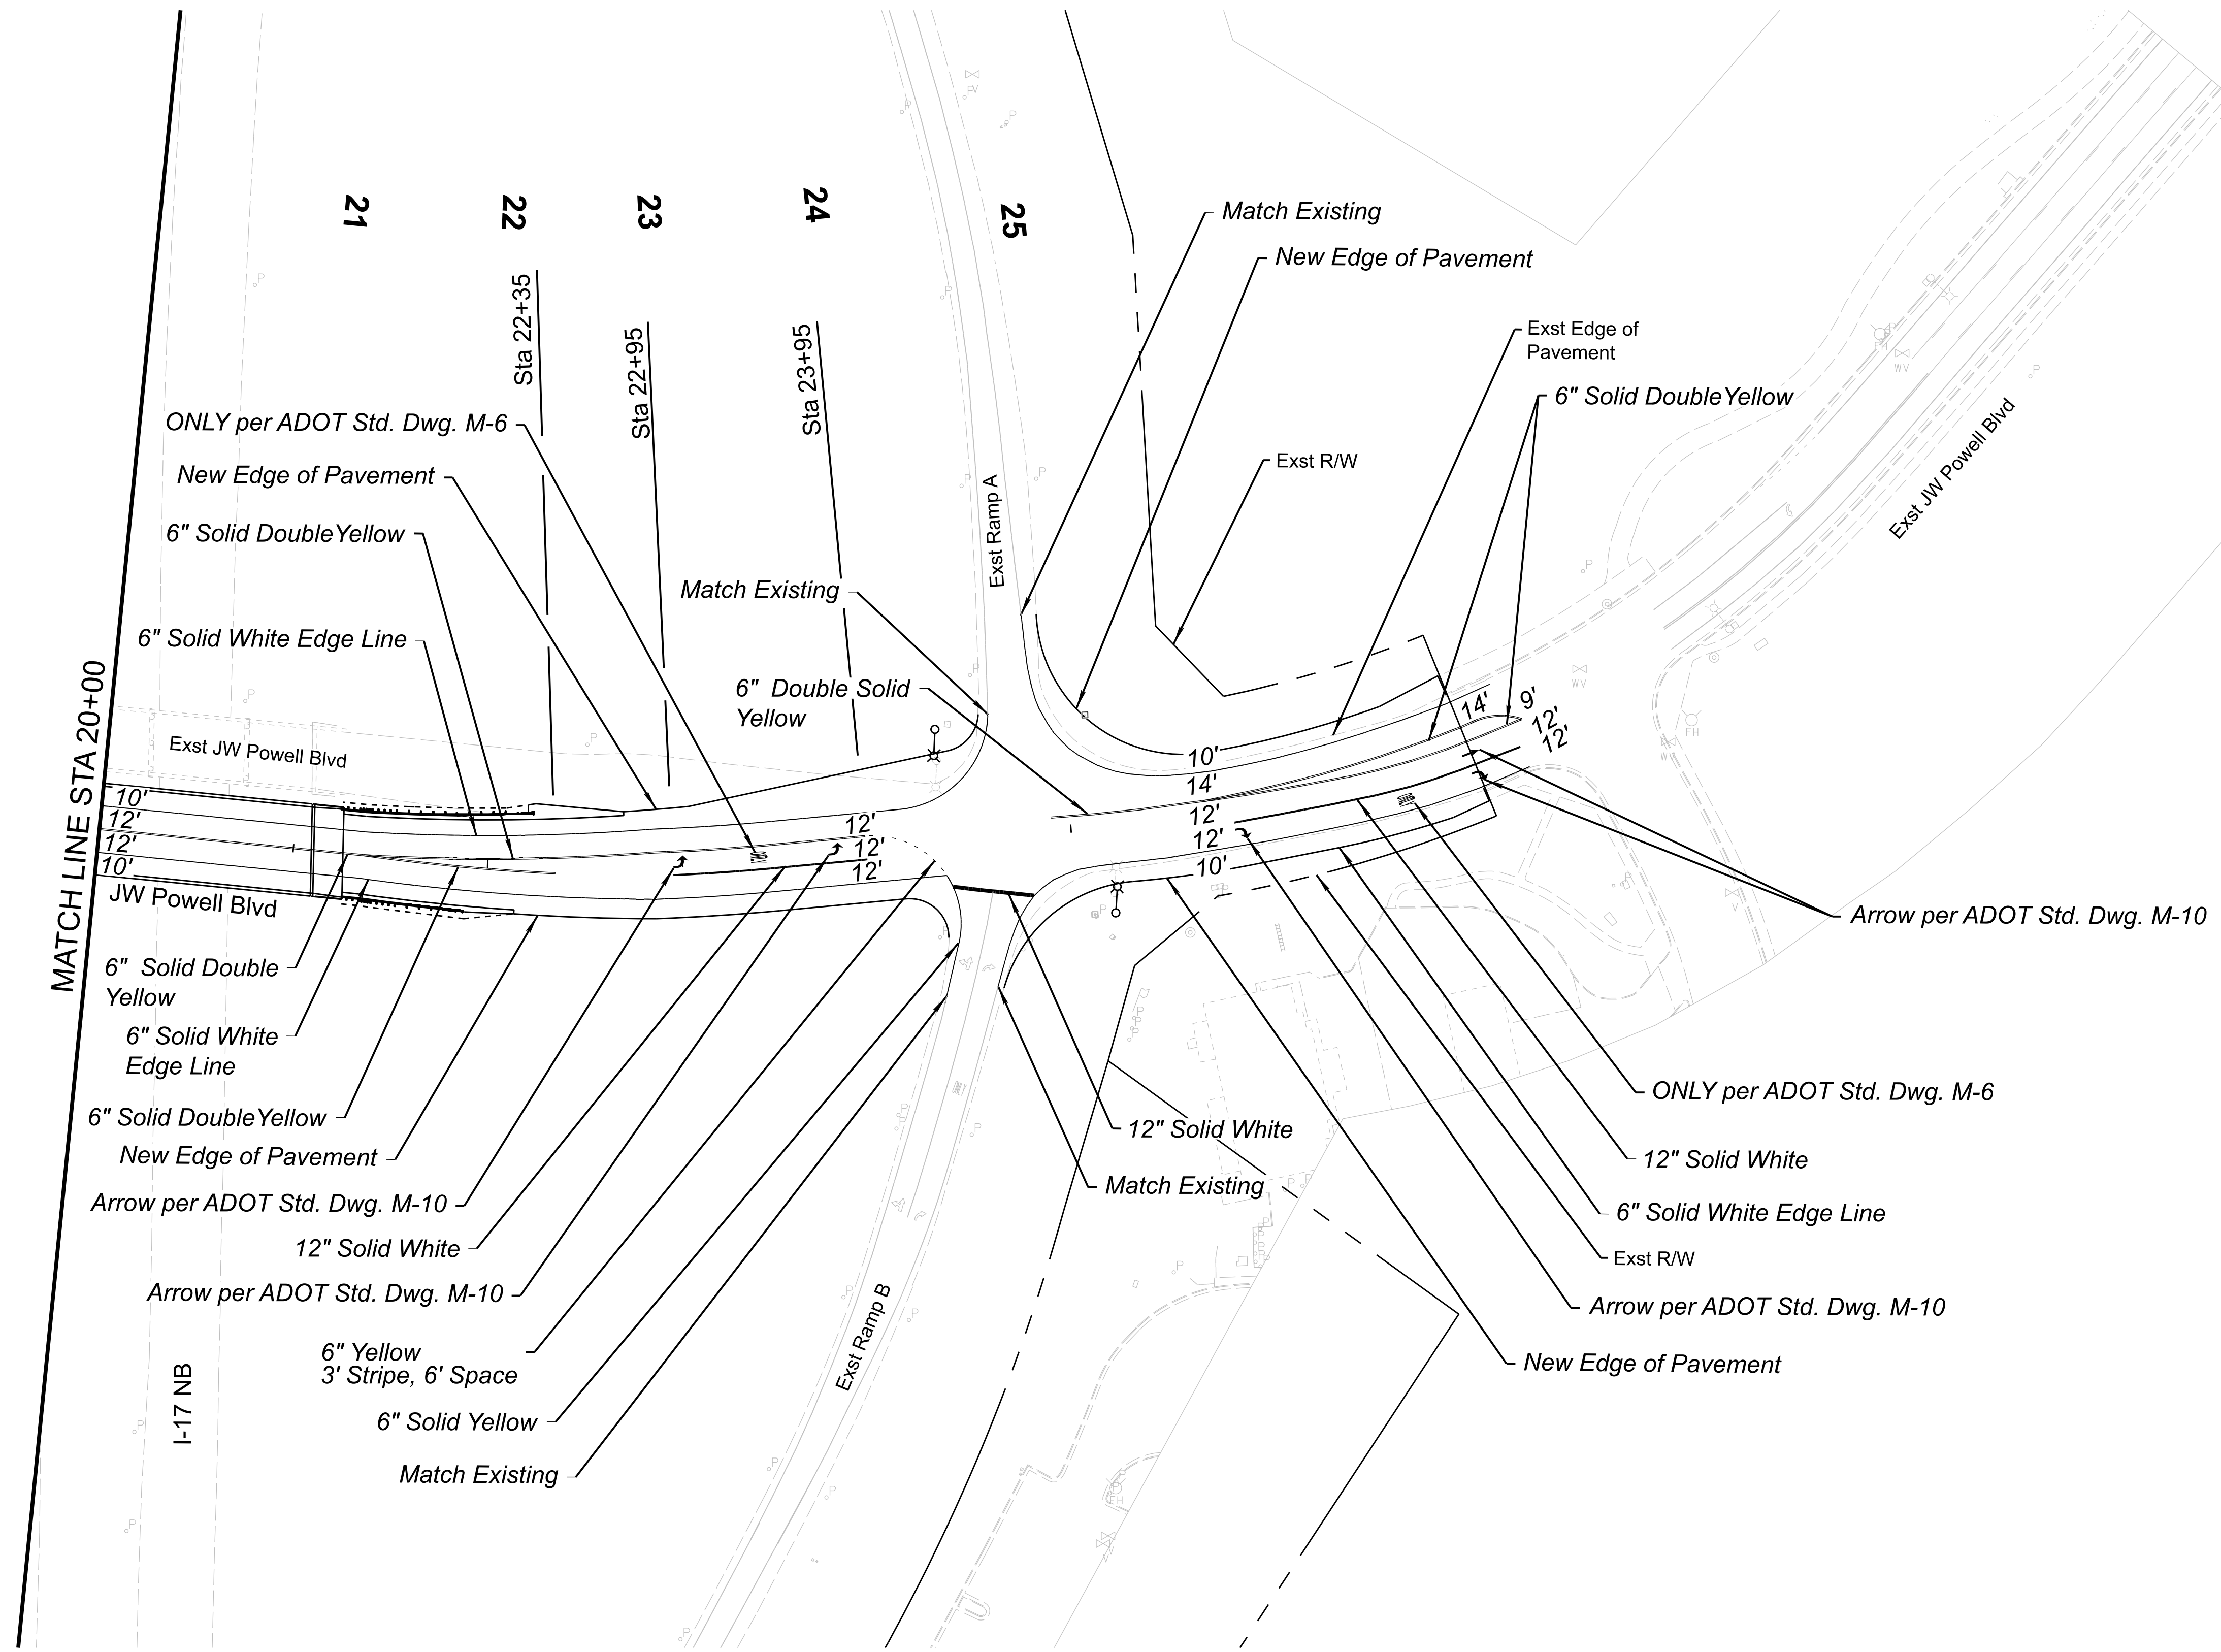 21
22
23
24
25
Sta 22+35
Sta 22+95
Sta 23+95
Match Existing
New Edge of Pavement
Exst Edge of
Pavement
6" Solid DoubleYellow
Exst R/W
Exst JW Powell Blvd
ONLY per ADOT Std. Dwg. M-6
New Edge of Pavement
6" Solid DoubleYellow
6" Solid White Edge Line
Match Existing
6" Double Solid
Yellow
Exst Ramp A
MATCH LINE STA 20+00
Exst JW Powell Blvd
10'
12'
12'
10'
JW Powell Blvd
12'
12'
12'
10'
14'
12'
12'
10'
14'
9'
12'
12'
6" Solid Double
Yellow
6" Solid White
Edge Line
6" Solid DoubleYellow
New Edge of Pavement
Arrow per ADOT Std. Dwg. M-10
12" Solid White
Arrow per ADOT Std. Dwg. M-10
6" Yellow
3' Stripe, 6' Space
6" Solid Yellow
Match Existing
I-17 NB
Exst Ramp B
12" Solid White
Match Existing
Arrow per ADOT Std. Dwg. M-10
ONLY per ADOT Std. Dwg. M-6
12" Solid White
6" Solid White Edge Line
Exst R/W
Arrow per ADOT Std. Dwg. M-10
New Edge of Pavement